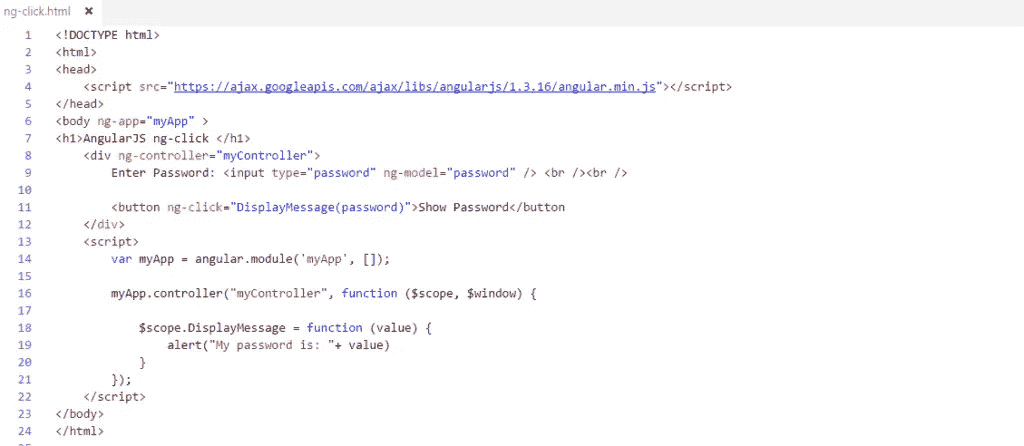 ng-click.html ×
1 <!DOCTYPE html>
2 <html>
3 <head>
4 <script src="https://ajax.googleapis.com/ajax/libs/angularjs/1.3.16/angular.min.js"></script>
5 </head>
6 <body ng-app="myApp" >
7 <h1>AngularJS ng-click </h1>
8 <div ng-controller="myController">
9 Enter Password: <input type="password" ng-model="password" /> <br /><br />
10
11 <button ng-click="DisplayMessage(password)">Show Password</button
12 </div>
13 <script>
14 var myApp = angular.module('myApp', []);
15
16 myApp.controller("myController", function ($scope, $window) {
17
18 $scope.DisplayMessage = function (value) {
19 alert("My password is: "+ value)
20 }
21 });
22 </script>
23 </body>
24 </html>